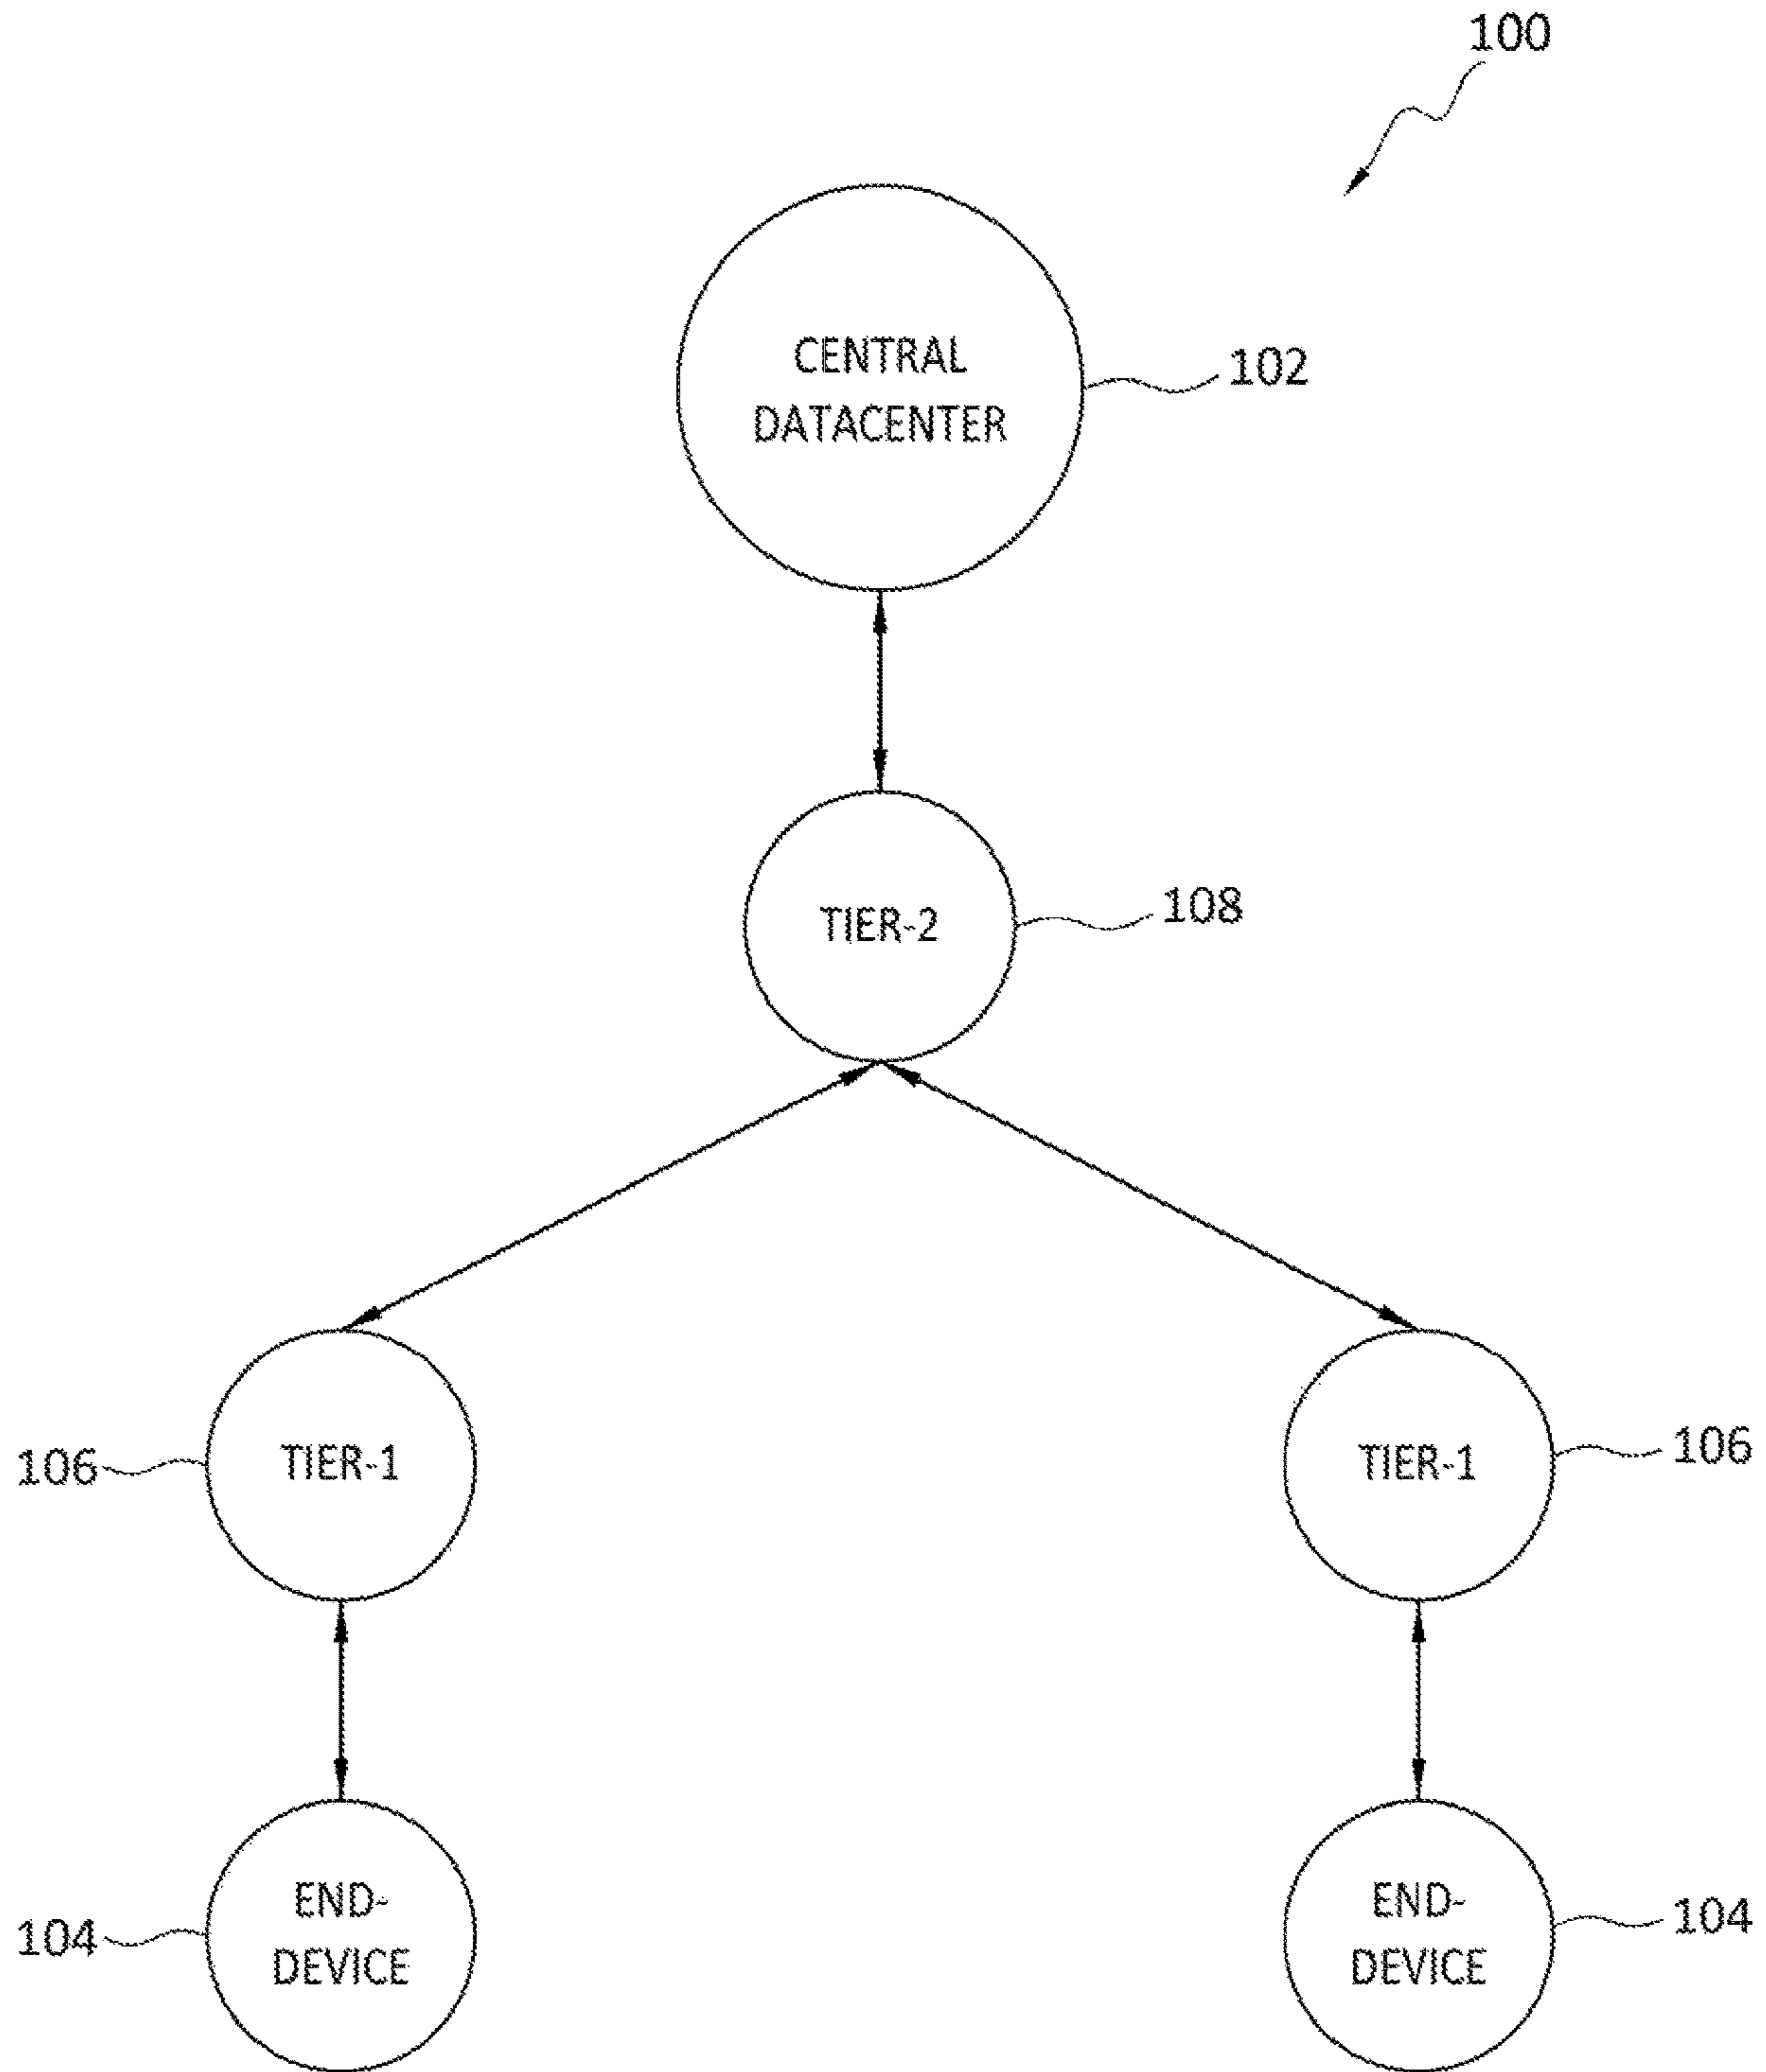 100
CENTRAL
DATACENTER
102
TIER-2
108
106
TIER-1
TIER-1
106
104
END-
DEVICE
END-
DEVICE
104